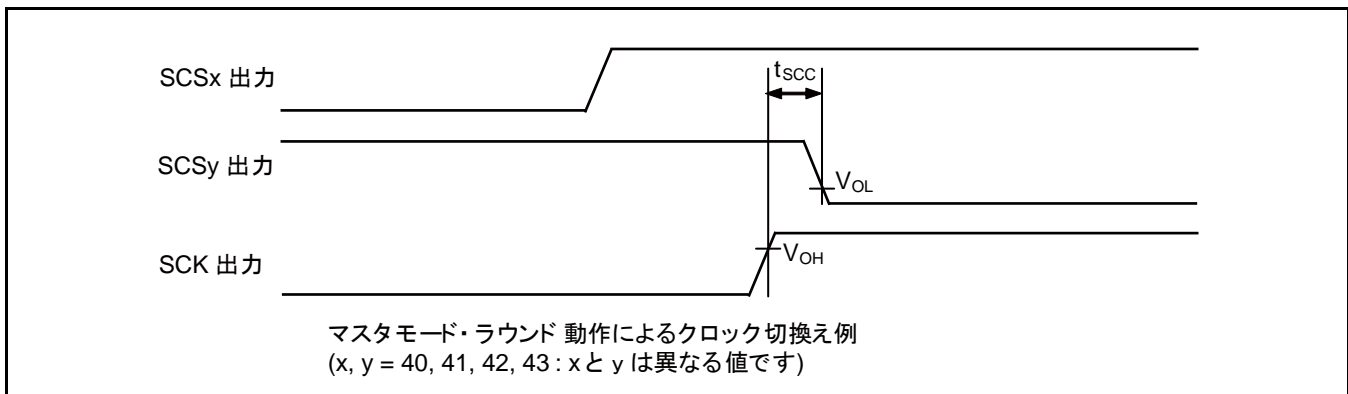 SCSx 出力
tSCC
SCSy 出力
VOL
SCK 出力
VOH
マスタモード・ラウンド 動作によるクロック切換え例
(x, y = 40, 41, 42, 43 : x と y は異なる値です)